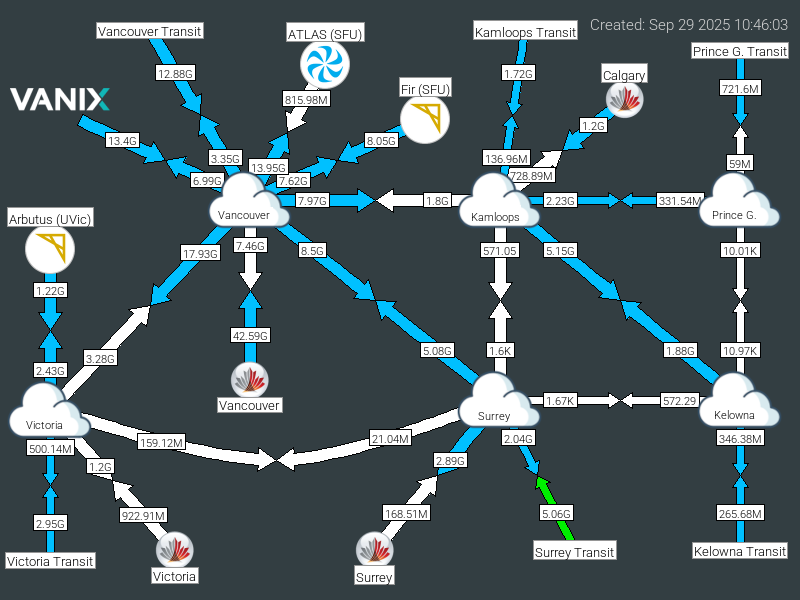 Created: Sep 29 2025 10:46:03
Vancouver Transit
ATLAS (SFU)
Kamloops Transit
Prince G. Transit
12.88G
1.72G
Calgary
721.6M
Fir (SFU)
VANIX
815.98M
1.2G
13.4G
8.05G
3.35G
136.96M
59M
13.95G
728.89M
6.99G
7.62G
7.97G
1.8G
2.23G
331.54M
Arbutus (UVic)
Vancouver
Kamloops
Prince G.
17.93G
7.46G
8.5G
571.05
5.15G
10.01K
1.22G
42.59G
3.28G
5.08G
1.6K
1.88G
10.97K
2.43G
Vancouver
1.67K
572.29
Victoria
Surrey
Kelowna
500.14M
159.12M
21.04M
2.04G
346.38M
1.2G
2.89G
2.95G
922.91M
168.51M
5.06G
265.68M
Victoria Transit
Victoria
Surrey
Surrey Transit
Kelowna Transit